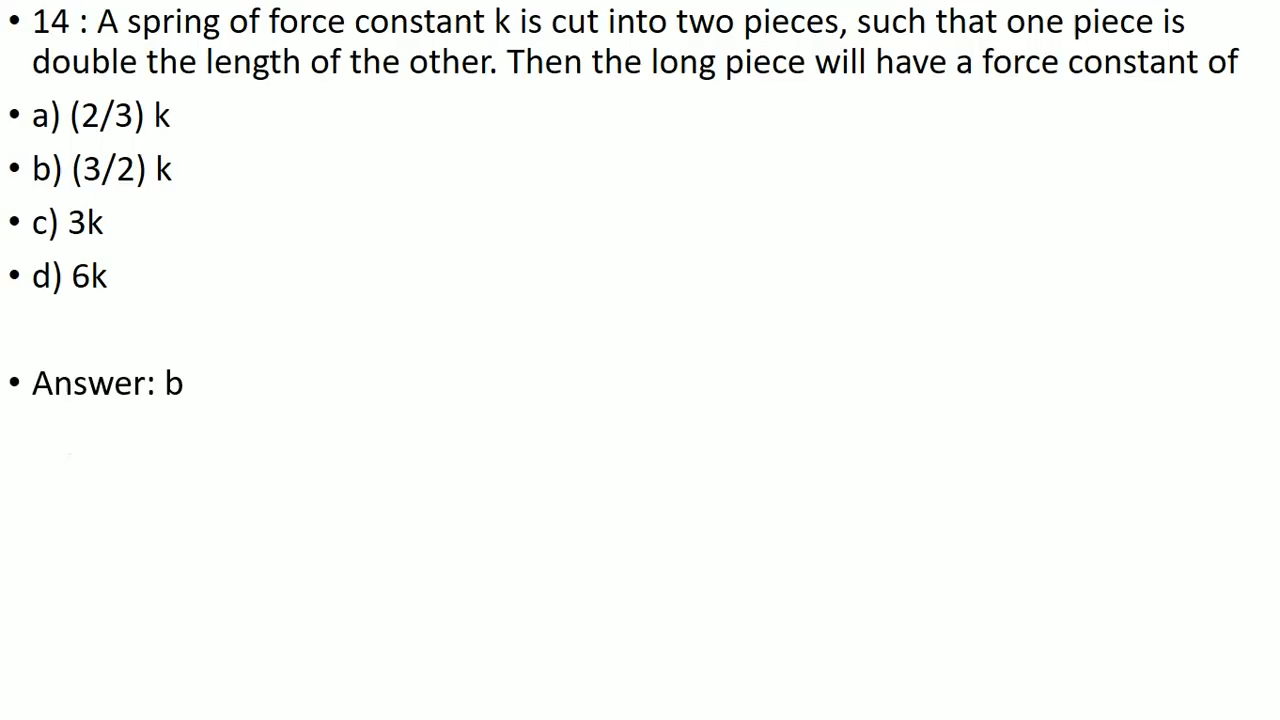 • 14 : A spring of force constant k is cut into two pieces, such that one piece is
double the length of the other. Then the long piece will have a force constant of
• a) (2/3) k
• b) (3/2) k
• c) 3k
• d) 6k
• Answer: b